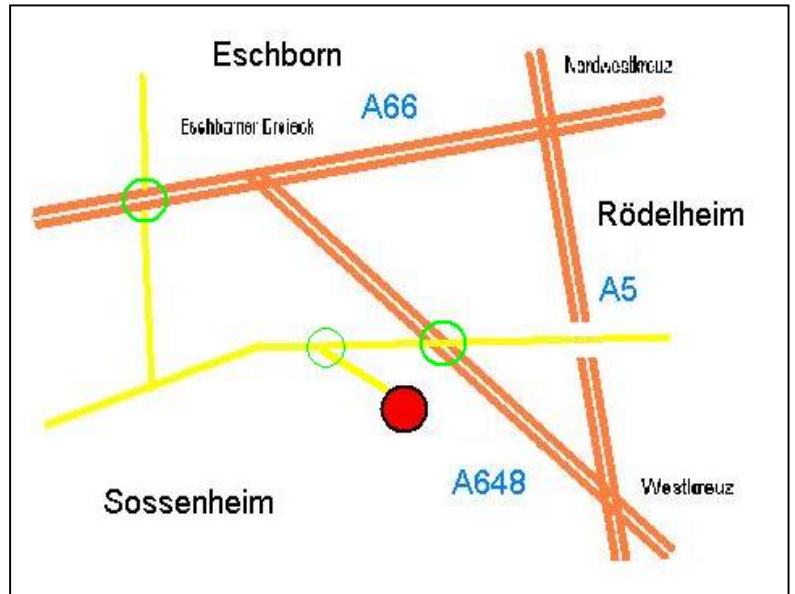 Eschborn
Nordwestkreuz
A66
Eschborner Dreieck
Rödelheim
A5
A648
Westkreuz
Sossenheim